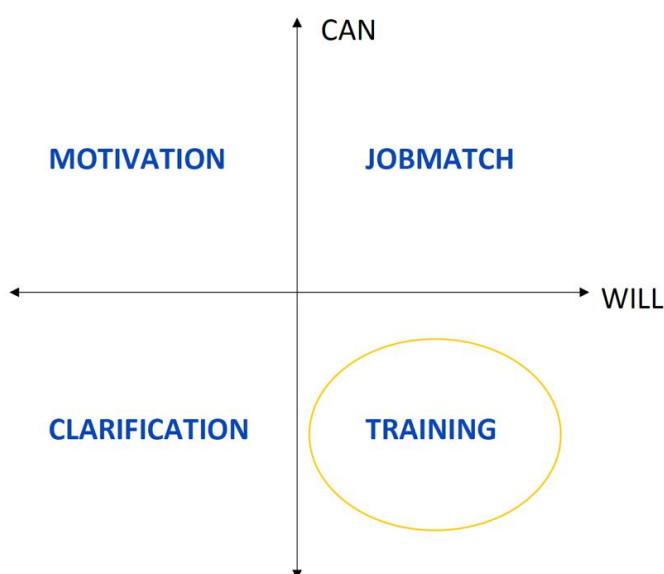 CAN
MOTIVATION
JOBMATCH
WILL
CLARIFICATION
TRAINING